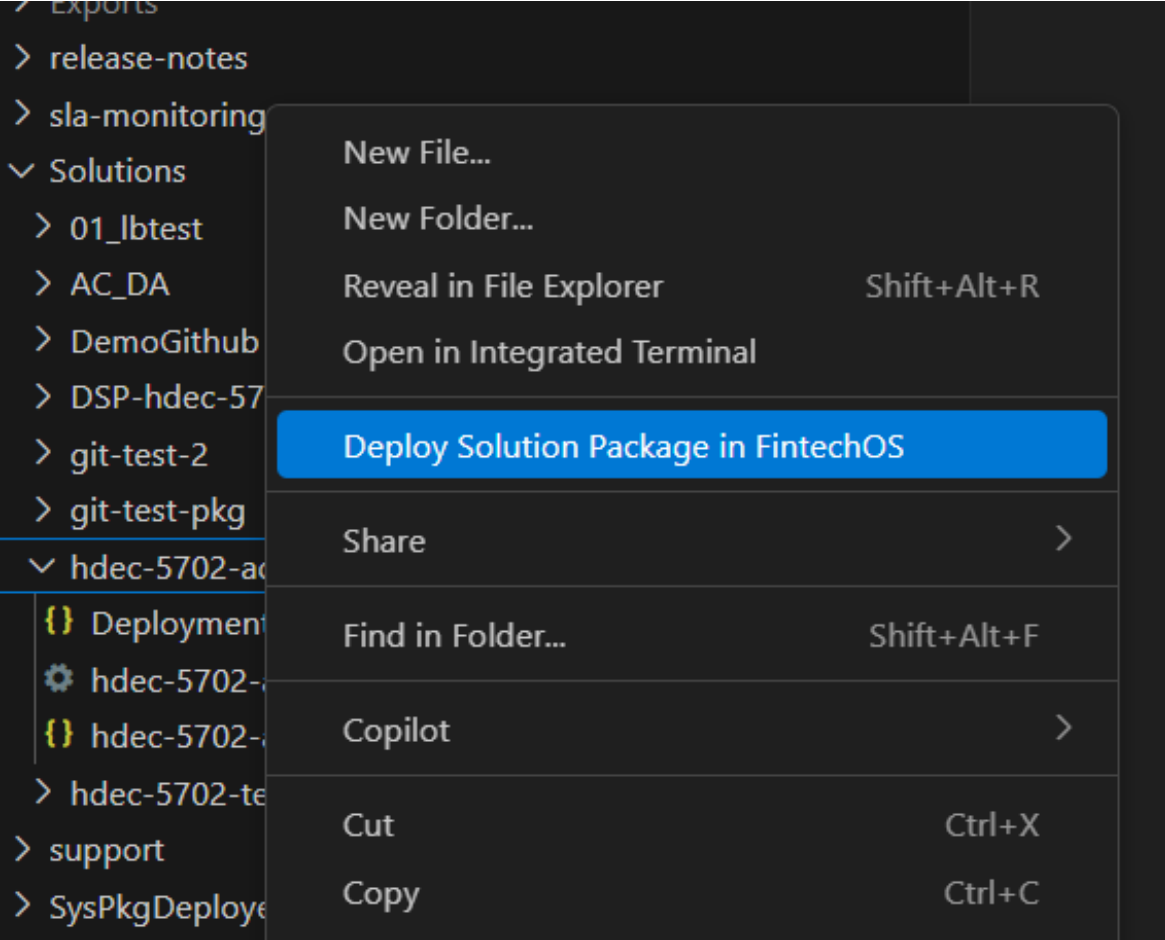 Exports
release-notes
sla-monitoring
Solutions
01_lbtest
AC_DA
DemoGithub
DSP-hdec-57
git-test-2
git-test-pkg
hdec-5702-ac
{} Deployment
hdec-5702-a
{} hdec-5702-a
hdec-5702-te
support
SysPkgDeploye
New File...
New Folder...
Reveal in File Explorer Shift+Alt+R
Open in Integrated Terminal
Deploy Solution Package in FintechOS
Share
Find in Folder... Shift+Alt+F
Copilot
Cut Ctrl+X
Copy Ctrl+C